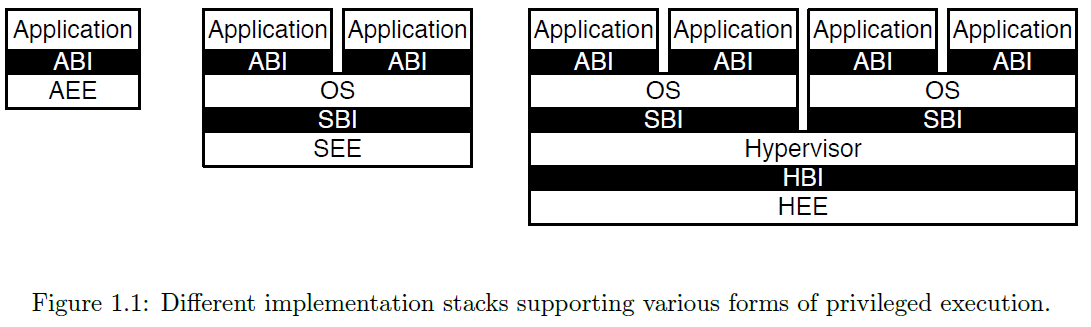 Application Application Application Application Application Application Application
ABI ABI ABI ABI ABI ABI ABI
AEE OS OS OS
SBI SBI SBI
SEE Hypervisor
HBI
HEE
Figure 1.1: Different implementation stacks supporting various forms of privileged execution.